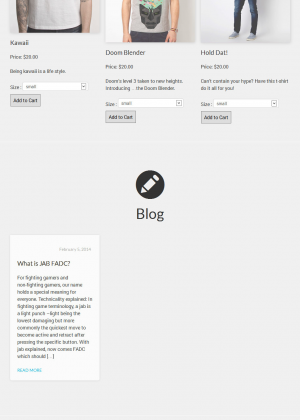 Kawaii
Price: $20.00
Being kawaii is a life style.
Size : small
Add to Cart
Doom Blender
Price: $20.00
Doom's level 3 taken to new heights.
Introducing. . .the Doom Blender.
Size : small
Add to Cart
Hold Dat!
Price: $20.00
Can't contain your hype? Have this t shirt
do it all for you!
Size : small
Add to Cart
Blog
February 5, 2014
What is JAB FADC?
For fighting gamers and
non-fighting gamers, our name
holds a special meaning for
everyone. Technicality explained: In
fighting game terminology, a jab is
a light punch –light being the
lowest damaging but more
commonly the quickest move to
become active and retract after
pressing the specific button. With
jab explained, now comes FADC
which should [...]
READ MORE